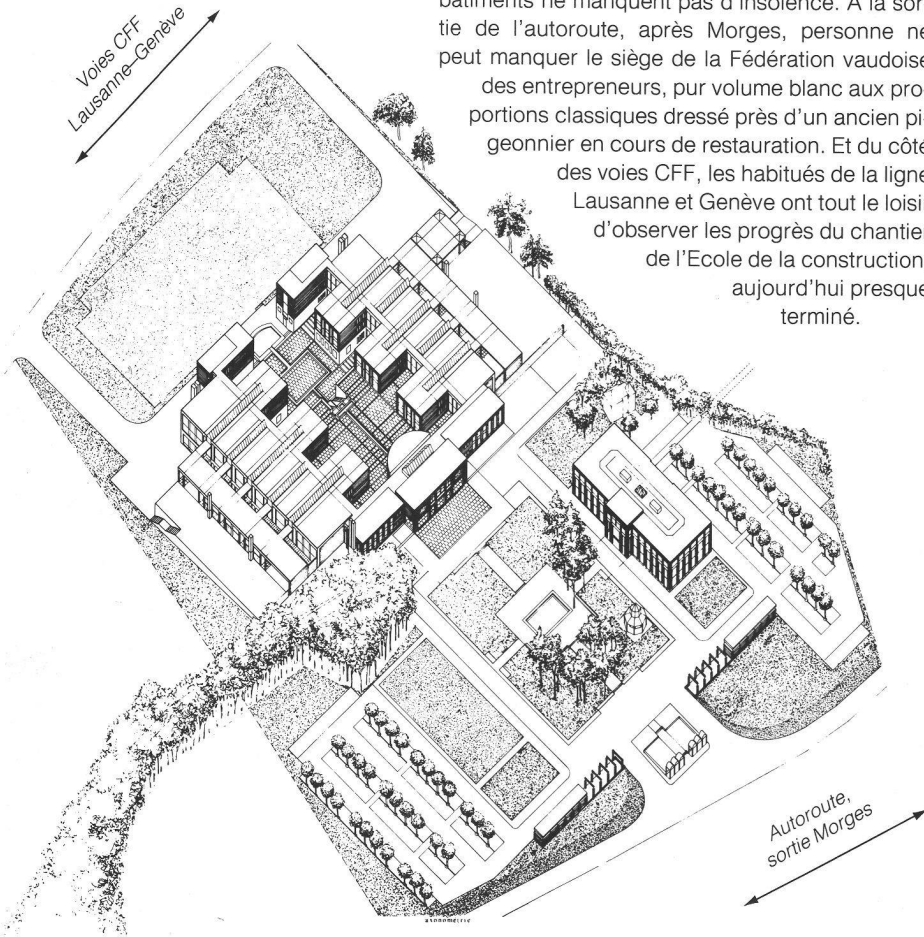 bâtiments ne manquent pas d'insolence. A la sor-
tie de l'autoroute, après Morges, personne ne
peut manquer le siège de la Fédération vaudoise
des entrepreneurs, pur volume blanc aux pro-
portions classiques dressé près d'un ancien pi-
geonnier en cours de restauration. Et du côté
des voies CFF, les habitués de la ligne
Lausanne et Genève ont tout le loisi
d'observer les progrès du chantie
de l'Ecole de la construction
aujourd'hui presque
terminé.
Voies CFF
Lausanne–Genève
Autoroute,
sortie Morges
axonométrie